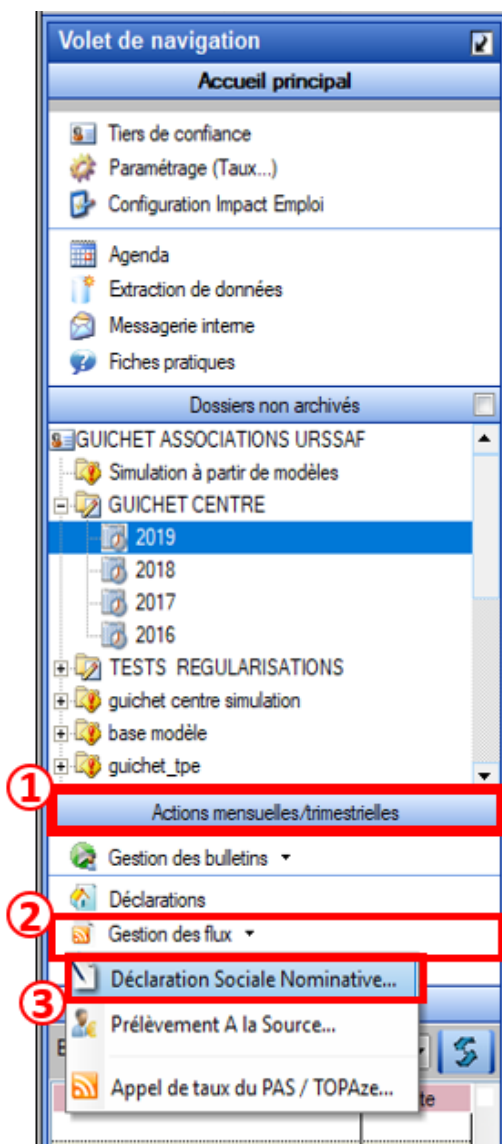 Volet de navigation
Accueil principal
Tiers de confiance
Paramétrage (Taux...)
Configuration Impact Emploi
Agenda
Extraction de données
Messagerie interne
Fiches pratiques
Dossiers non archivés
GUICHET ASSOCIATIONS URSSAF
Simulation à partir de modèles
GUICHET CENTRE
2019
2018
2017
2016
TESTS REGULARISATIONS
guichet centre simulation
base modèle
guichet_tpe
1
Actions mensuelles/trimestrielles
Gestion des bulletins
Déclarations
2
Gestion des flux
Déclaration Sociale Nominative...
3
Prélèvement A la Source...
Appel de taux du PAS / TOPAze...